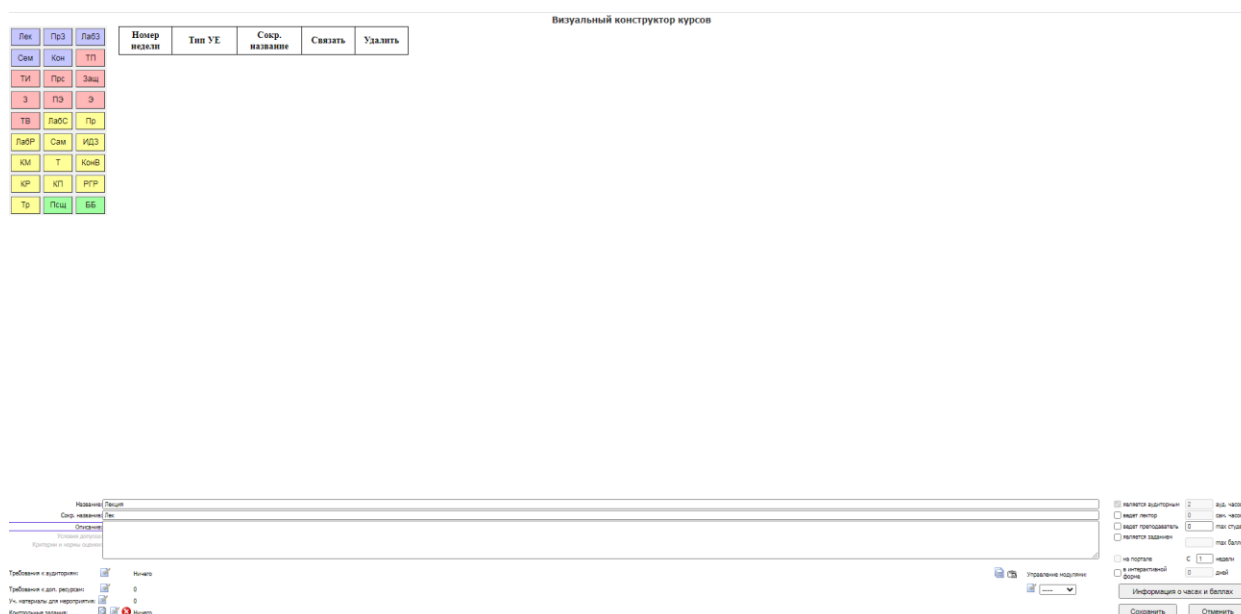 Визуальный конструктор курсов
Лек ПрЗ ЛабЗ
Сем Кон ТП
ТИ Прс Защ
З ПЭ Э
ТВ ЛабС Пр
ЛабР Сам ИДЗ
КМ Т КонВ
КР КП РГР
Тр Псщ ББ
Номер недели Тип УЕ Сокр. название Связать Удалить
Название: Лекция
Сокр. название: Лек
Описание:
Условия допуска:
Критерии и нормы оценки:
является аудиторным 2 ауд. часов
ведет лектор 0 сам. часов
ведет преподаватель 0 max студе
является заданием max балл
на портале С 1 недели
в интерактивной форме 0 дней
Требования к аудиториям: Ничего
Требования к доп. ресурсам: 0
Уч. материалы для мероприятия: 0
Контрольные задания: Ничего
Управление модулями:
-----
Информация о часах и баллах
Сохранить Отменить